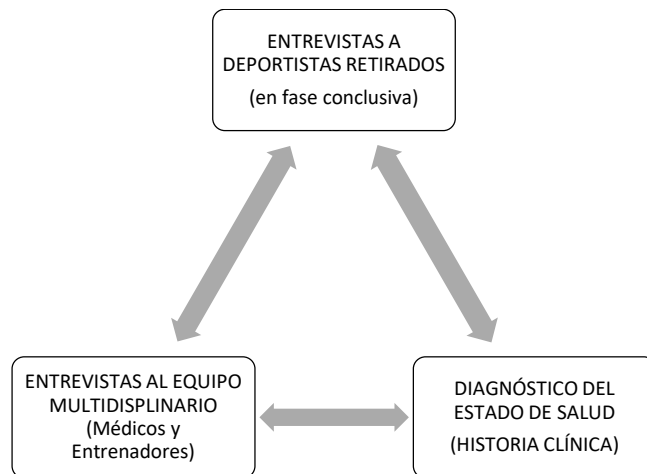 ENTREVISTAS A
DEPORTISTAS RETIRADOS
(en fase conclusiva)
ENTREVISTAS AL EQUIPO
MULTIDISPLINARIO
(Médicos y
Entrenadores)
DIAGNÓSTICO DEL
ESTADO DE SALUD
(HISTORIA CLÍNICA)